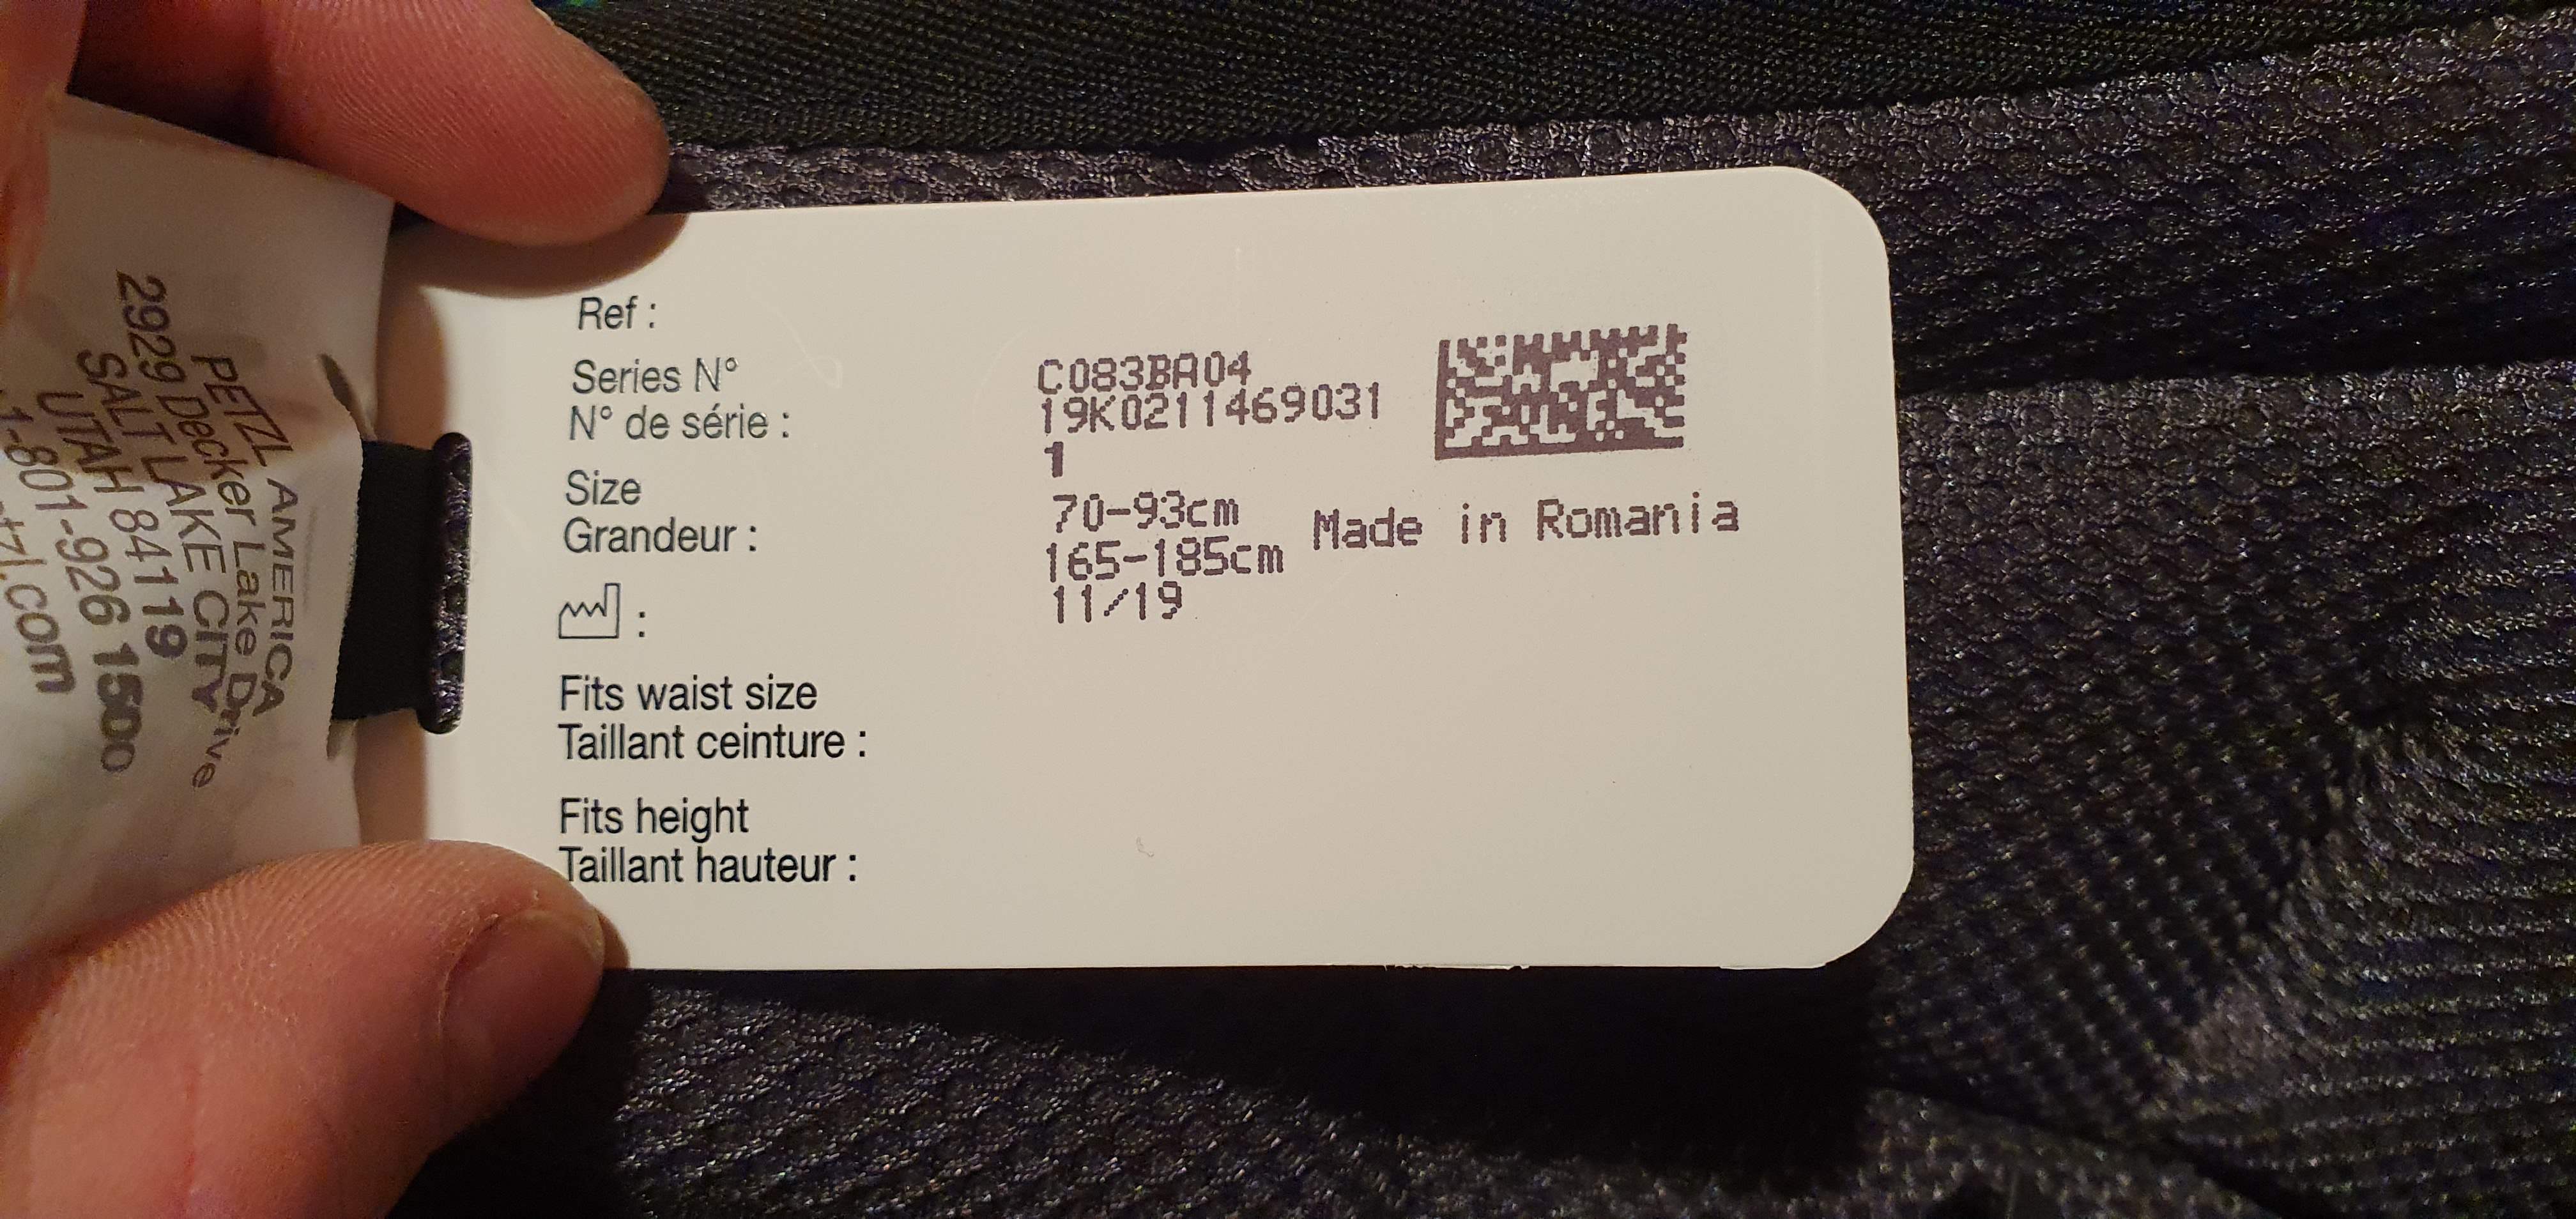 PETZL AMERICA
2929 Decker Lake Drive
SALT LAKE CITY
UTAH 84119
1-801-926 1500
tzl.com
Ref :
Series N°
N° de série :
Size
Grandeur :
:
Fits waist size
Taillant ceinture :
Fits height
Taillant hauteur :
C083BA04
19K0211469031
1
70-93cm
165-185cm
11/19
Made in Romania